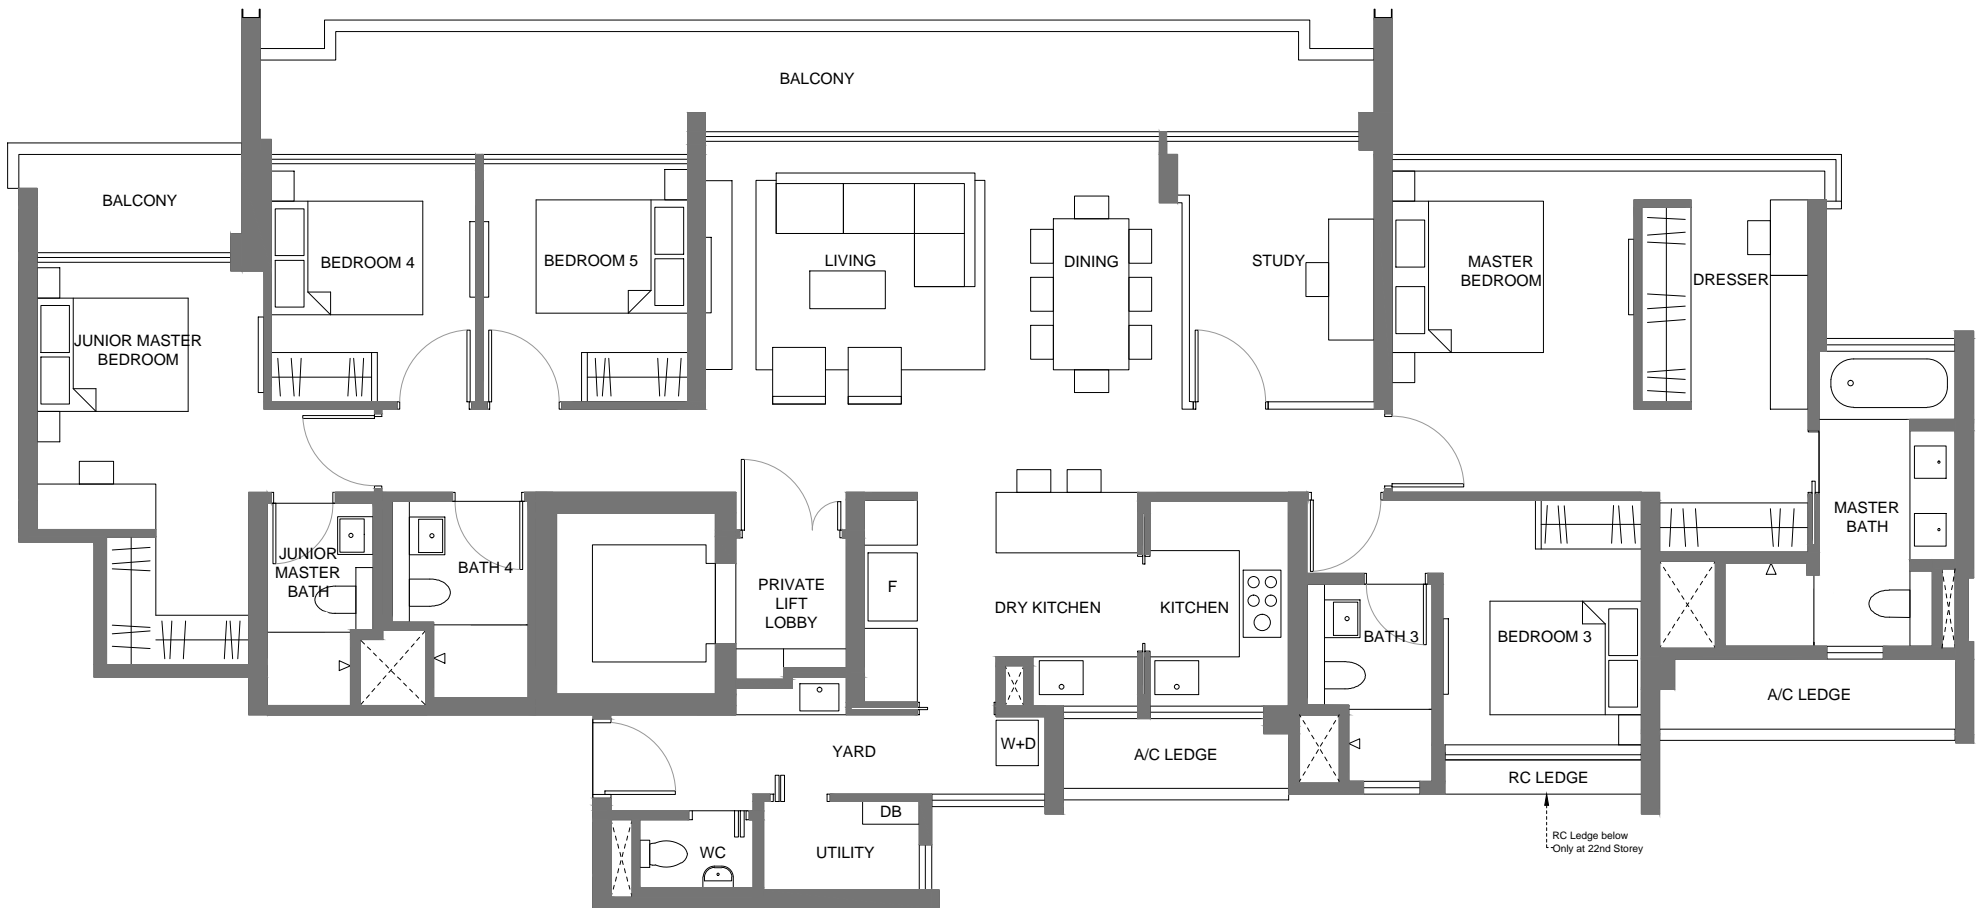 BALCONY
BALCONY
BEDROOM 4
BEDROOM 5
LIVING
DINING
STUDY
MASTER
BEDROOM
DRESSER
JUNIOR MASTER
BEDROOM
JUNIOR
MASTER
BATH
BATH 4
PRIVATE
LIFT
LOBBY
F
DRY KITCHEN
KITCHEN
BATH 3
BEDROOM 3
MASTER
BATH
A/C LEDGE
YARD
W+D
A/C LEDGE
RC LEDGE
DB
WC
UTILITY
RC Ledge below
Only at 22nd Storey